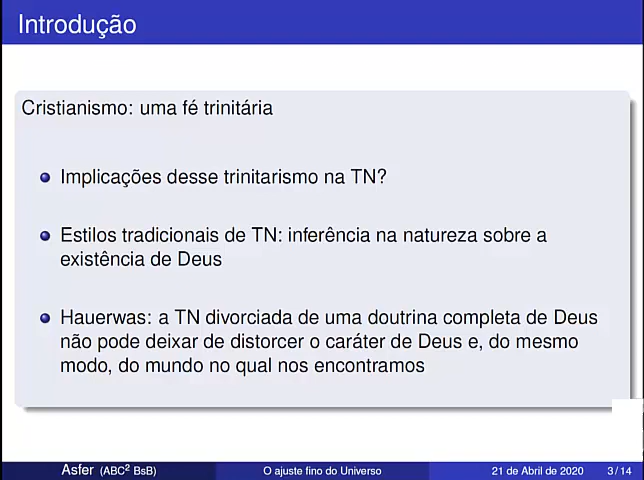 Introdução
Cristianismo: uma fé trinitária
Implicações desse trinitarismo na TN?
Estilos tradicionais de TN: inferência na natureza sobre a
existência de Deus
Hauerwas: a TN divorciada de uma doutrina completa de Deus
não pode deixar de distorcer o caráter de Deus e, do mesmo
modo, do mundo no qual nos encontramos
Asfer (ABC² BsB) O ajuste fino do Universo 21 de Abril de 2020 3 / 14